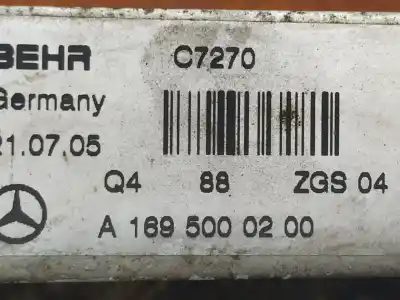 BEHR C7270
Germany
21.07.05
Q4 88 ZGS 04
A 169 500 02 00